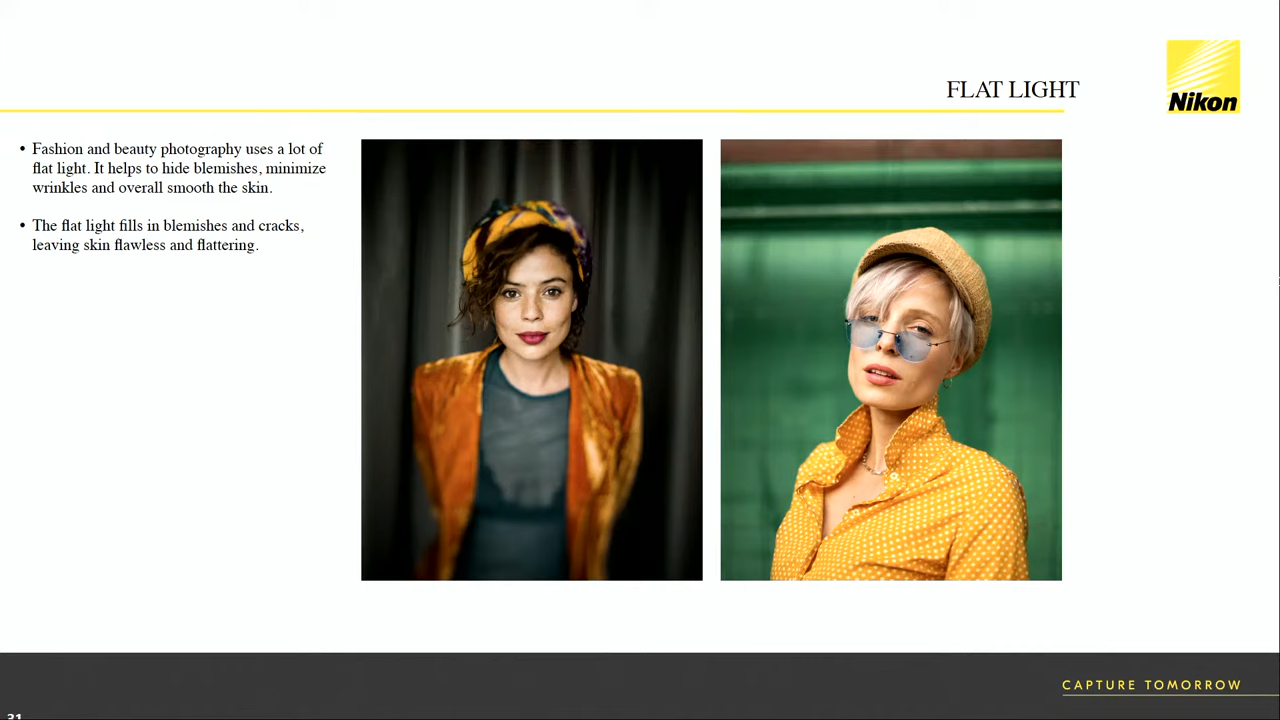 FLAT LIGHT
Nikon
• Fashion and beauty photography uses a lot of
flat light. It helps to hide blemishes, minimize
wrinkles and overall smooth the skin.
• The flat light fills in blemishes and cracks,
leaving skin flawless and flattering.
CAPTURE TOMORROW
31